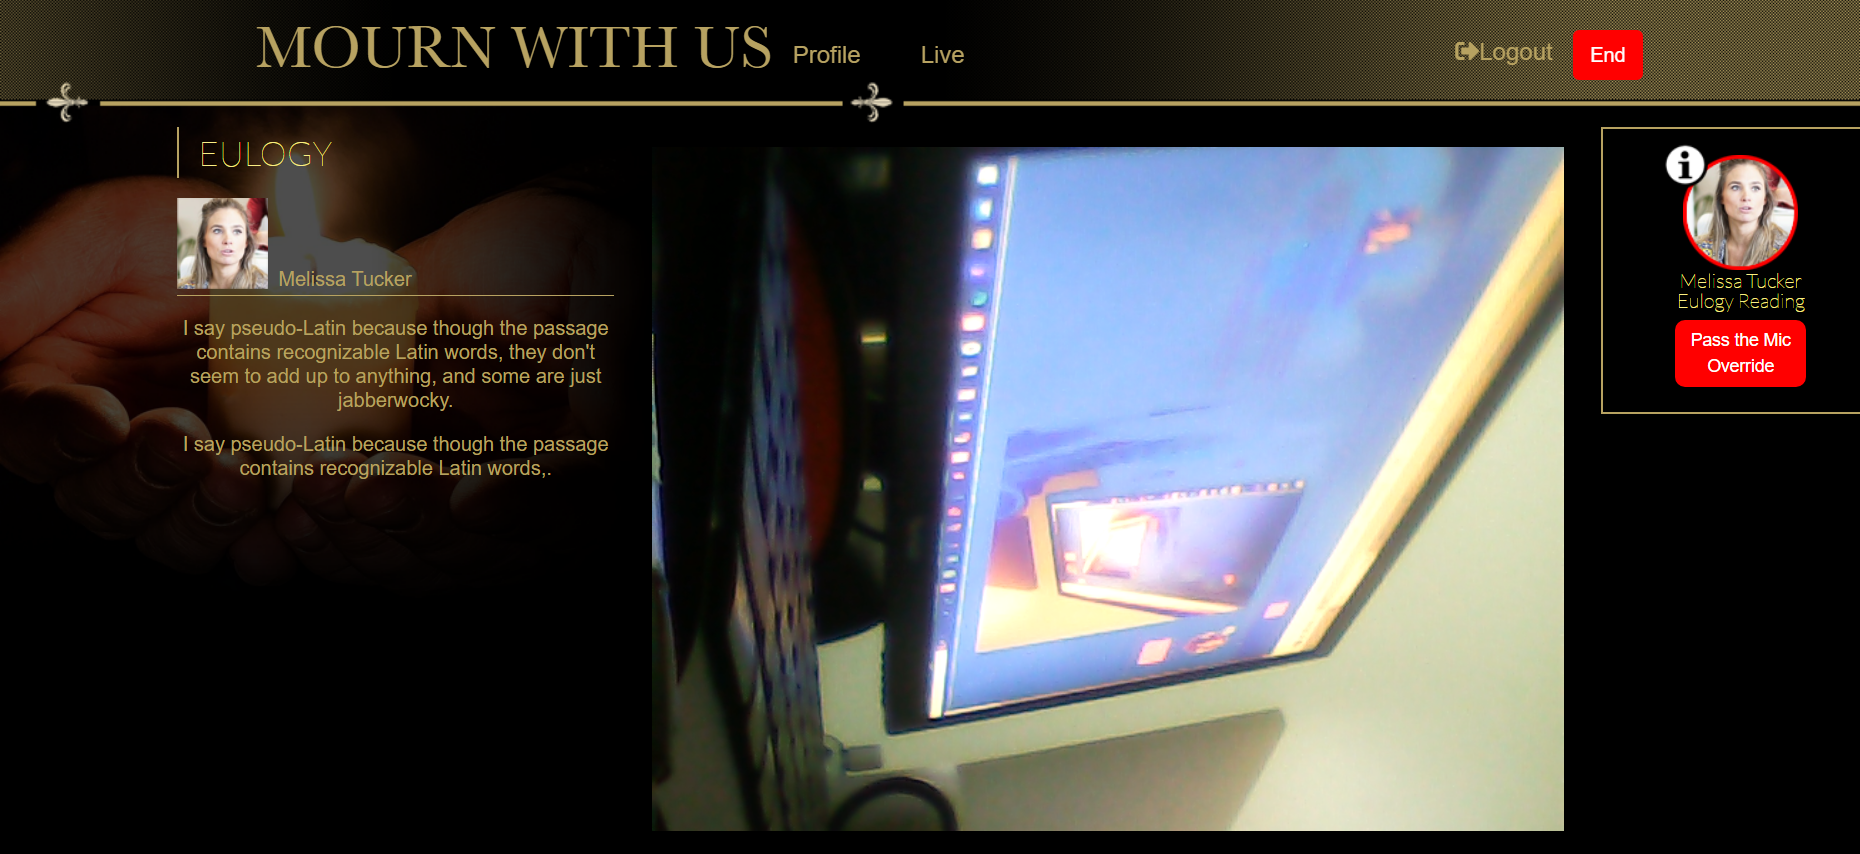 MOURN WITH US
Profile
Live
Logout
End
EULOGY
Melissa Tucker
I say pseudo-Latin because though the passage
contains recognizable Latin words, they don't
seem to add up to anything, and some are just
jabberwocky.
I say pseudo-Latin because though the passage
contains recognizable Latin words,.
i
Melissa Tucker
Eulogy Reading
Pass the Mic
Override